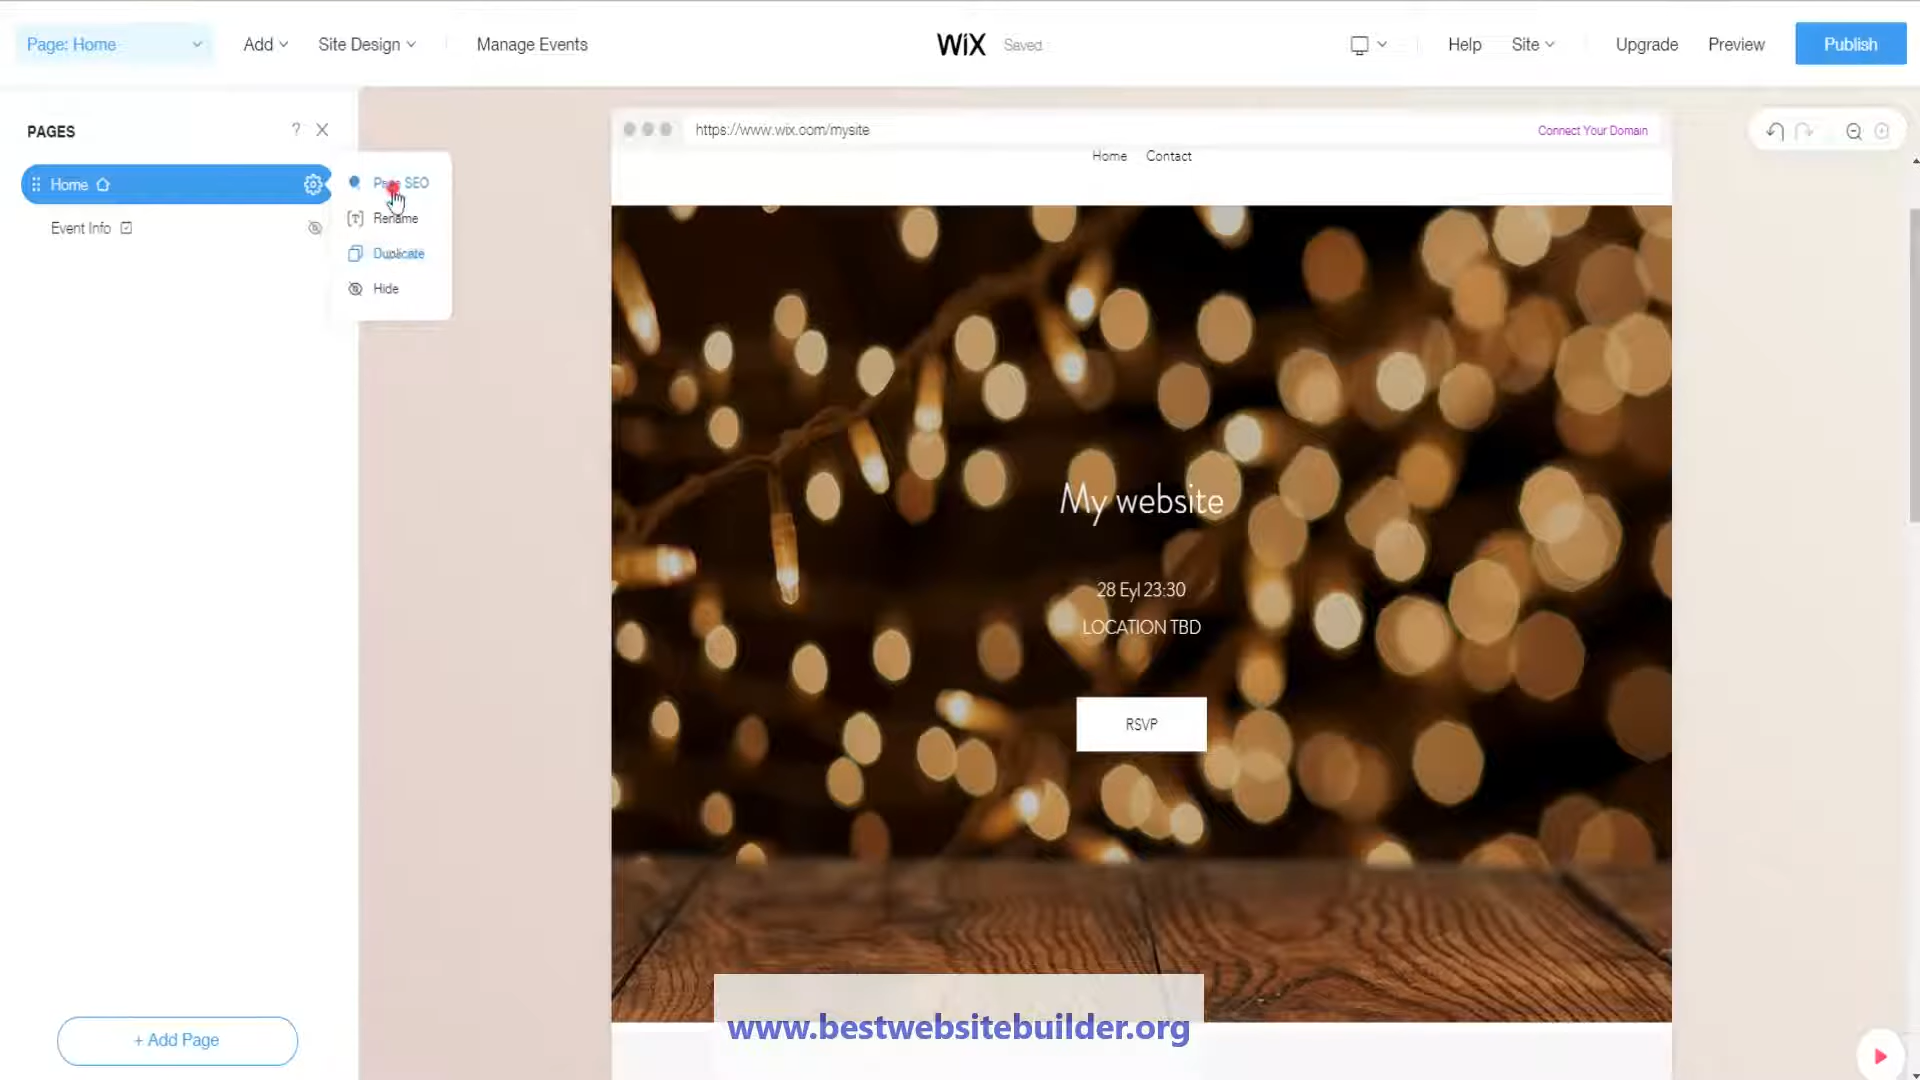 Page: Home
Add
Site Design
Manage Events
WiX
Saved
Help
Site
Upgrade
Preview
Publish
PAGES
?
Home
Event Info
Page SEO
Rename
Duplicate
Hide
+ Add Page
https://www.wix.com/mysite
Connect Your Domain
Home
Contact
My website
28 Eyl 23:30
LOCATION TBD
RSVP
www.bestwebsitebuilder.org